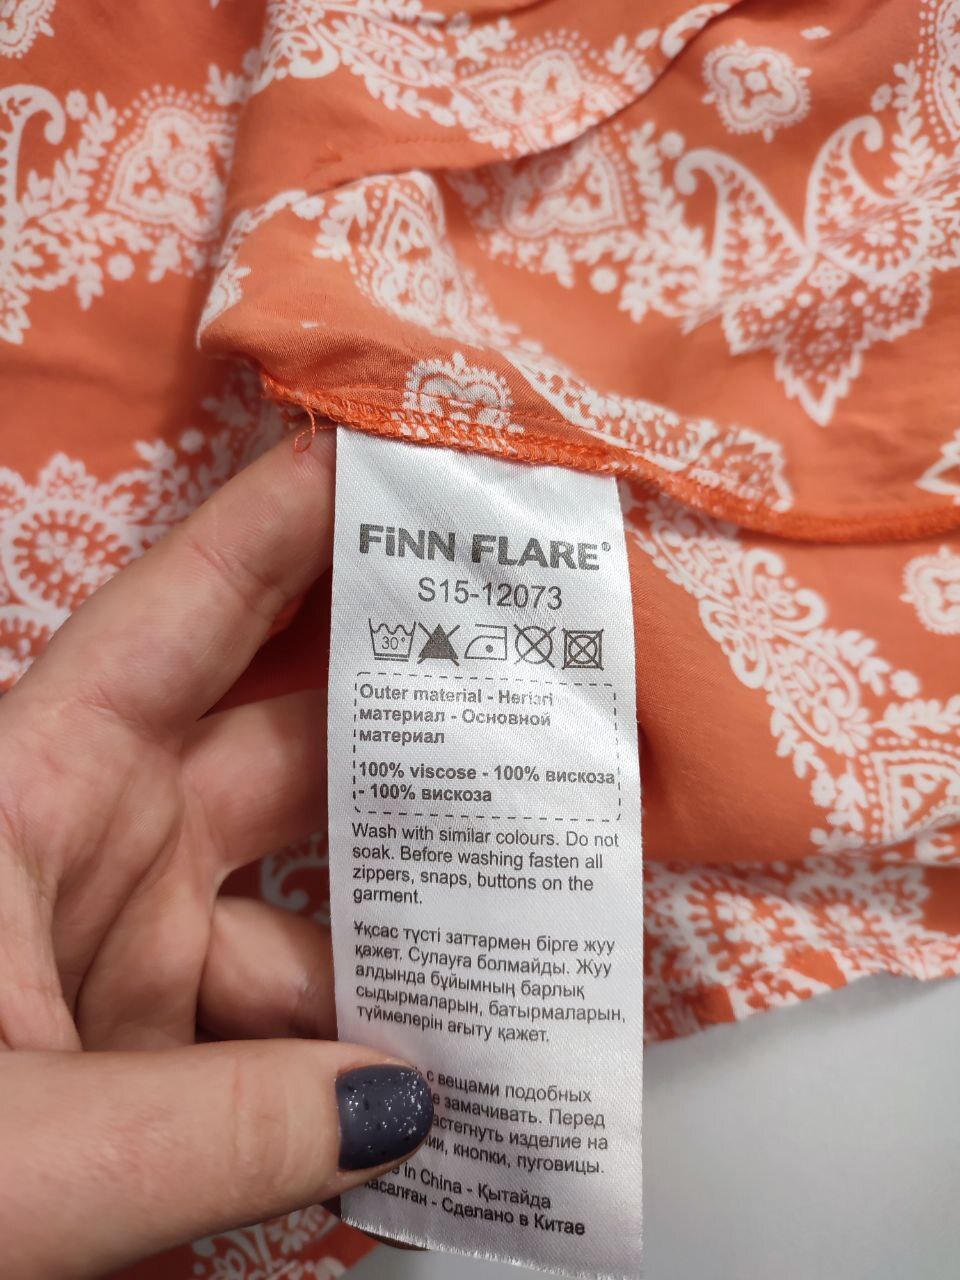 FiNN FLARE®
S15-12073
30°
Outer material - Негізгі
материал - Основной
материал
100% viscose - 100% вискоза
- 100% вискоза
Wash with similar colours. Do not
soak. Before washing fasten all
zippers, snaps, buttons on the
garment.
Ұқсас түсті заттармен бірге жуу
қажет. Сулауға болмайды. Жуу
алдында бұйымның барлық
сыдырмаларын, батырмаларын,
түймелерін ағыту қажет.
с вещами подобных
замачивать. Перед
изделие на
кнопки, пуговицы.
in China - Қытайда
жасалған - Сделано в Китае